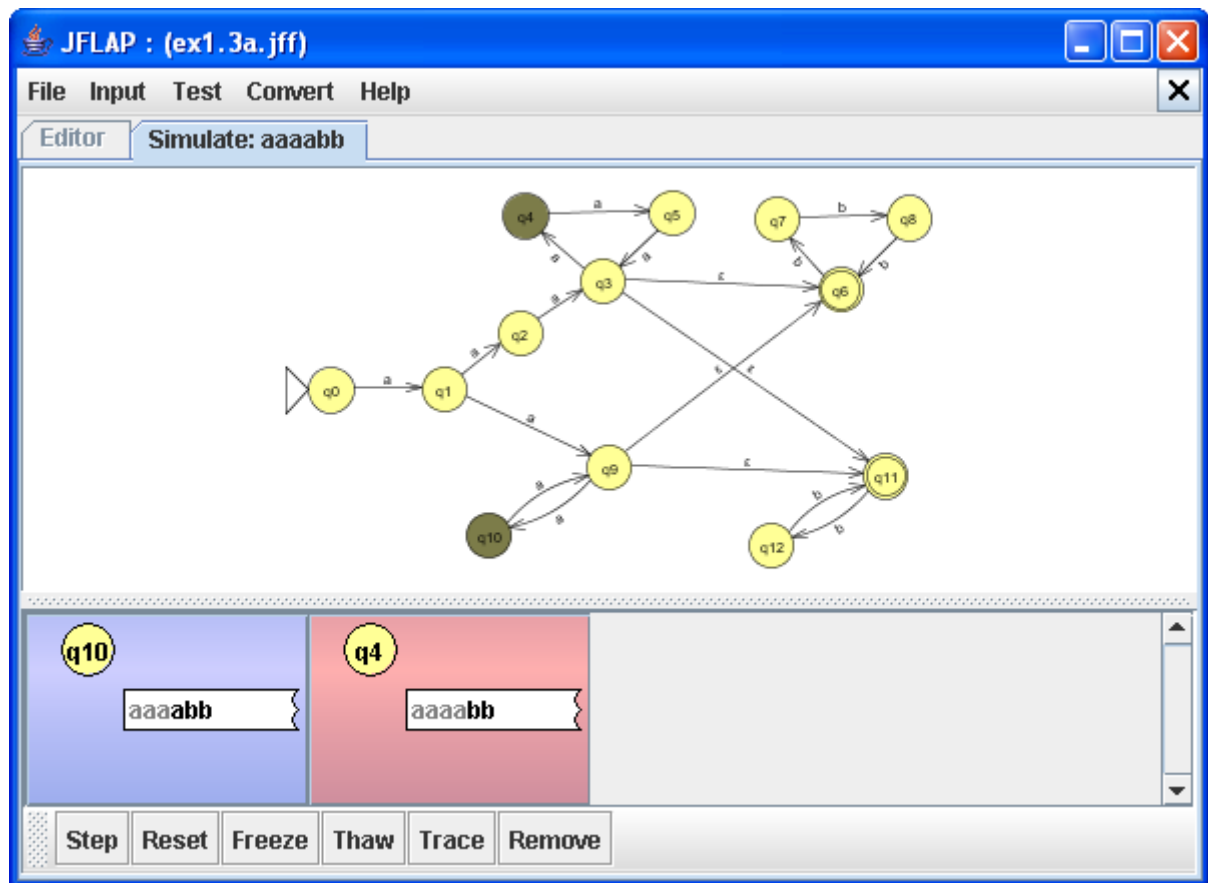 JFLAP : (ex1.3a.jff)
File Input Test Convert Help
Editor Simulate: aaaabb
q4 a q5 q7 b q8
a a b b
q3 ε q6
a
q2
a ε ε
q0 a q1
a
q9 ε q11
a b
a b
q10 q12
q10 q4
aaaabb aaaabb
Step Reset Freeze Thaw Trace Remove